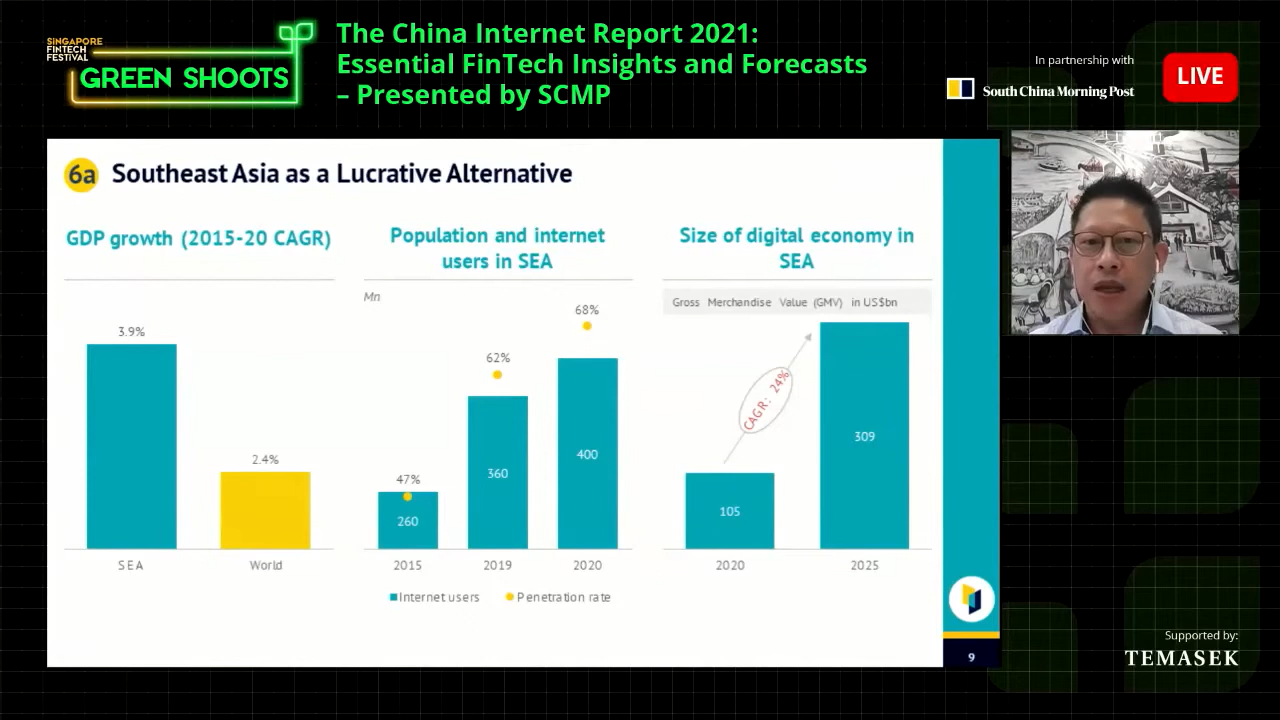 SINGAPORE
FINTECH
FESTIVAL
GREEN SHOOTS
The China Internet Report 2021:
Essential FinTech Insights and Forecasts
– Presented by SCMP
In partnership with
South China Morning Post
LIVE
6a Southeast Asia as a Lucrative Alternative
GDP growth (2015-20 CAGR)
3.9%
2.4%
SEA
World
Population and internet
users in SEA
Mn
47%
62%
68%
260
360
400
2015
2019
2020
Internet users
Penetration rate
Size of digital economy in
SEA
Gross Merchandise Value (GMV) in US$bn
CAGR: 24%
105
309
2020
2025
9
Supported by:
TEMASEK